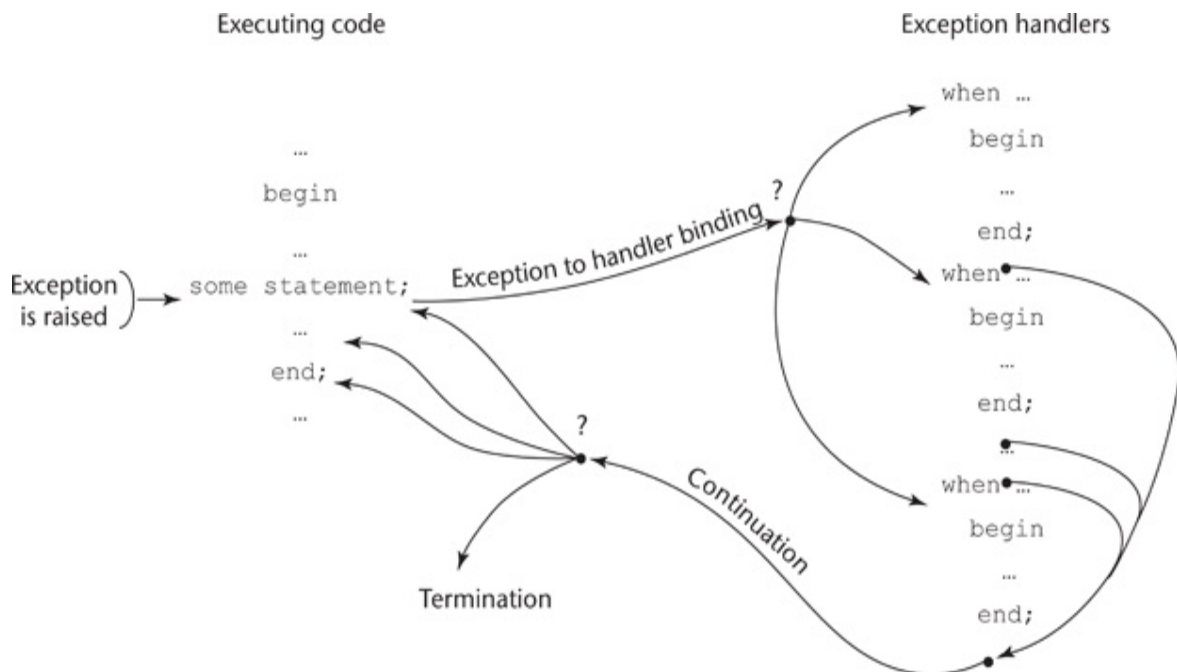 Executing code
Exception handlers
…
begin
…
Exception
is raised
some statement;
…
end;
…
Exception to handler binding
?
when …
begin
…
end;
when …
begin
…
end;
…
when …
begin
…
end;
?
Continuation
Termination